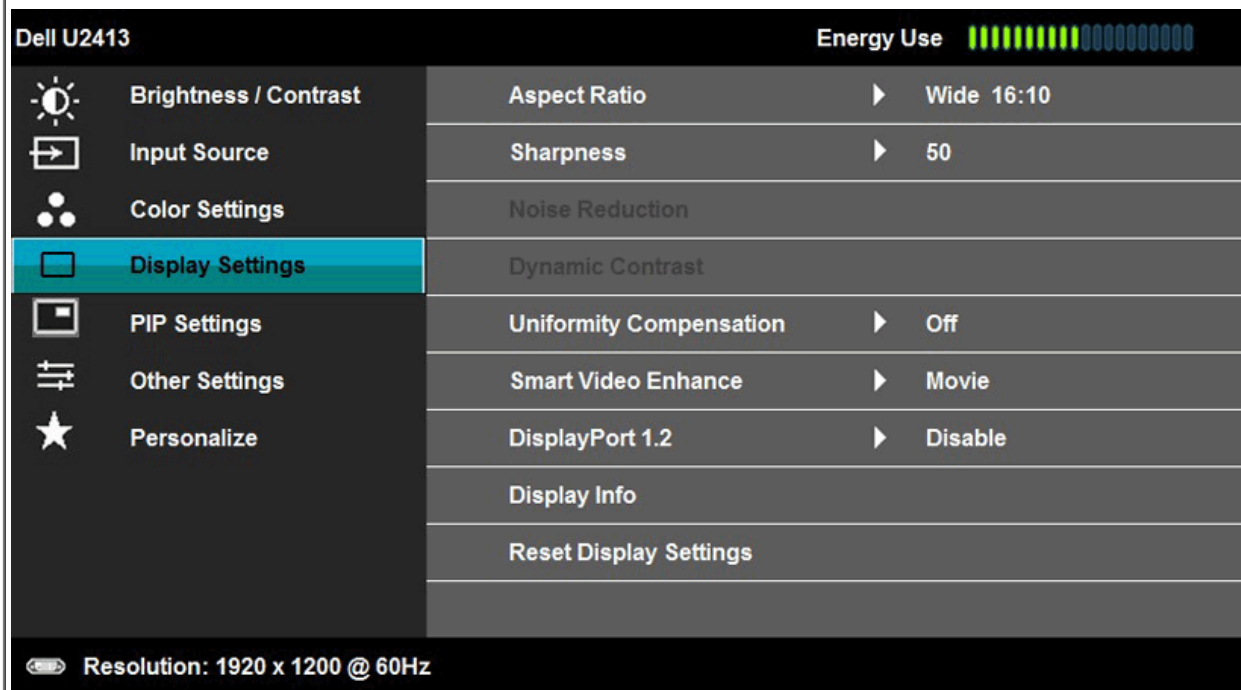 Dell U2413 Energy Use
Brightness / Contrast
Input Source
Color Settings
Display Settings
PIP Settings
Other Settings
Personalize
Aspect Ratio Wide 16:10
Sharpness 50
Noise Reduction
Dynamic Contrast
Uniformity Compensation Off
Smart Video Enhance Movie
DisplayPort 1.2 Disable
Display Info
Reset Display Settings
Resolution: 1920 x 1200 @ 60Hz